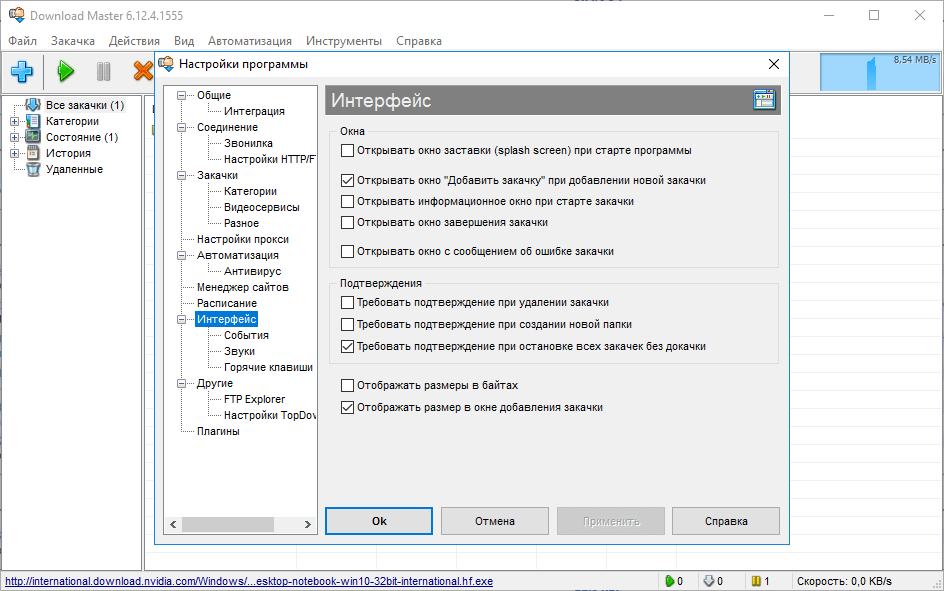 Download Master 6.12.4.1555
Файл Закачка Действия Вид Автоматизация Инструменты Справка
8,54 MB/s
Все закачки (1)
Категории
Состояние (1)
История
Удаленные
Настройки программы
Общие
Интеграция
Соединение
Звонилка
Настройки HTTP/F
Закачки
Категории
Видеосервисы
Разное
Настройки прокси
Автоматизация
Антивирус
Менеджер сайтов
Расписание
Интерфейс
События
Звуки
Горячие клавиши
Другие
FTP Explorer
Настройки TopDo
Плагины
Интерфейс
Окна
Открывать окно заставки (splash screen) при старте программы
Открывать окно "Добавить закачку" при добавлении новой закачки
Открывать информационное окно при старте закачки
Открывать окно завершения закачки
Открывать окно с сообщением об ошибке закачки
Подтверждения
Требовать подтверждение при удалении закачки
Требовать подтверждение при создании новой папки
Требовать подтверждение при остановке всех закачек без докачки
Отображать размеры в байтах
Отображать размер в окне добавления закачки
Ok Отмена Применить Справка
http://international.download.nvidia.com/Windows/...esktop-notebook-win10-32bit-international.hf.exe 0 0 1 Скорость: 0,0 KB/s